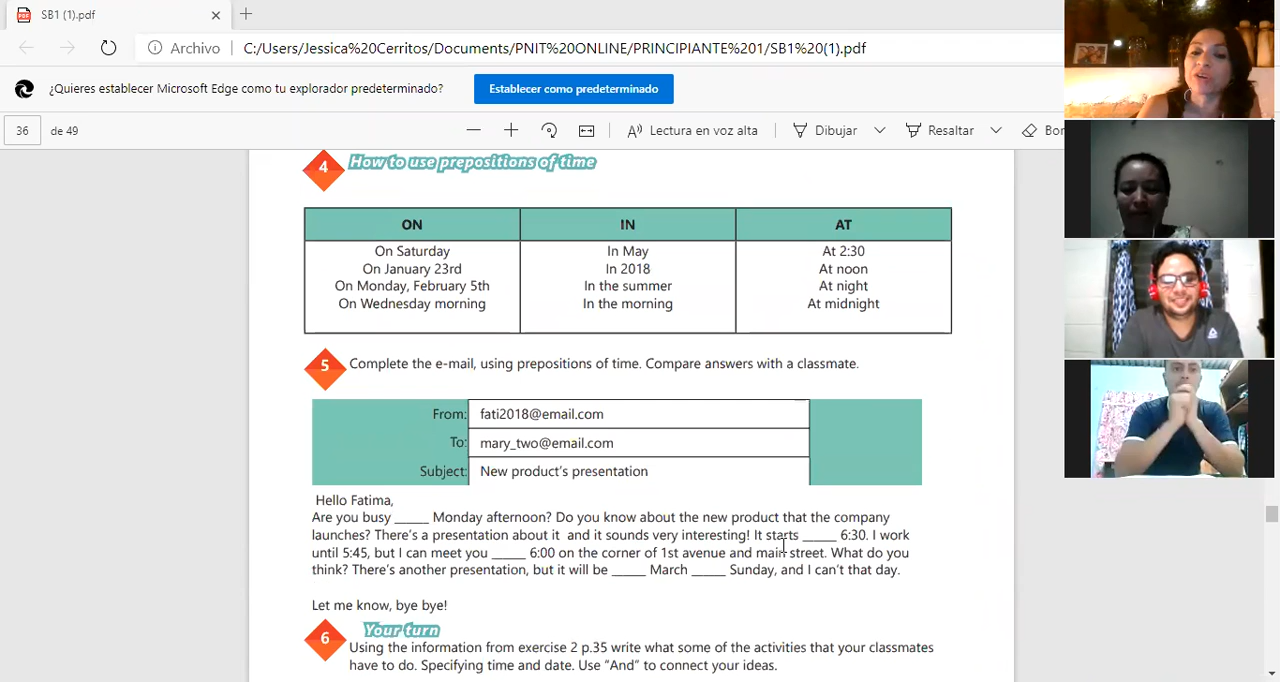 SB1 (1).pdf
Archivo
C:/Users/Jessica%20Cerritos/Documents/PNIT%20ONLINE/PRINCIPIANTE%201/SB1%20(1).pdf
¿Quieres establecer Microsoft Edge como tu explorador predeterminado?
Establecer como predeterminado
36 de 49
Lectura en voz alta
Dibujar
Resaltar
Bor
4 How to use prepositions of time
ON IN AT
On Saturday In May At 2:30
On January 23rd In 2018 At noon
On Monday, February 5th In the summer At night
On Wednesday morning In the morning At midnight
5 Complete the e-mail, using prepositions of time. Compare answers with a classmate.
From: fati2018@email.com
To: mary_two@email.com
Subject: New product's presentation
Hello Fatima,
Are you busy _____ Monday afternoon? Do you know about the new product that the company
launches? There's a presentation about it and it sounds very interesting! It starts _____ 6:30. I work
until 5:45, but I can meet you _____ 6:00 on the corner of 1st avenue and main street. What do you
think? There's another presentation, but it will be _____ March _____ Sunday, and I can't that day.
Let me know, bye bye!
6 Your turn
Using the information from exercise 2 p.35 write what some of the activities that your classmates
have to do. Specifying time and date. Use “And” to connect your ideas.